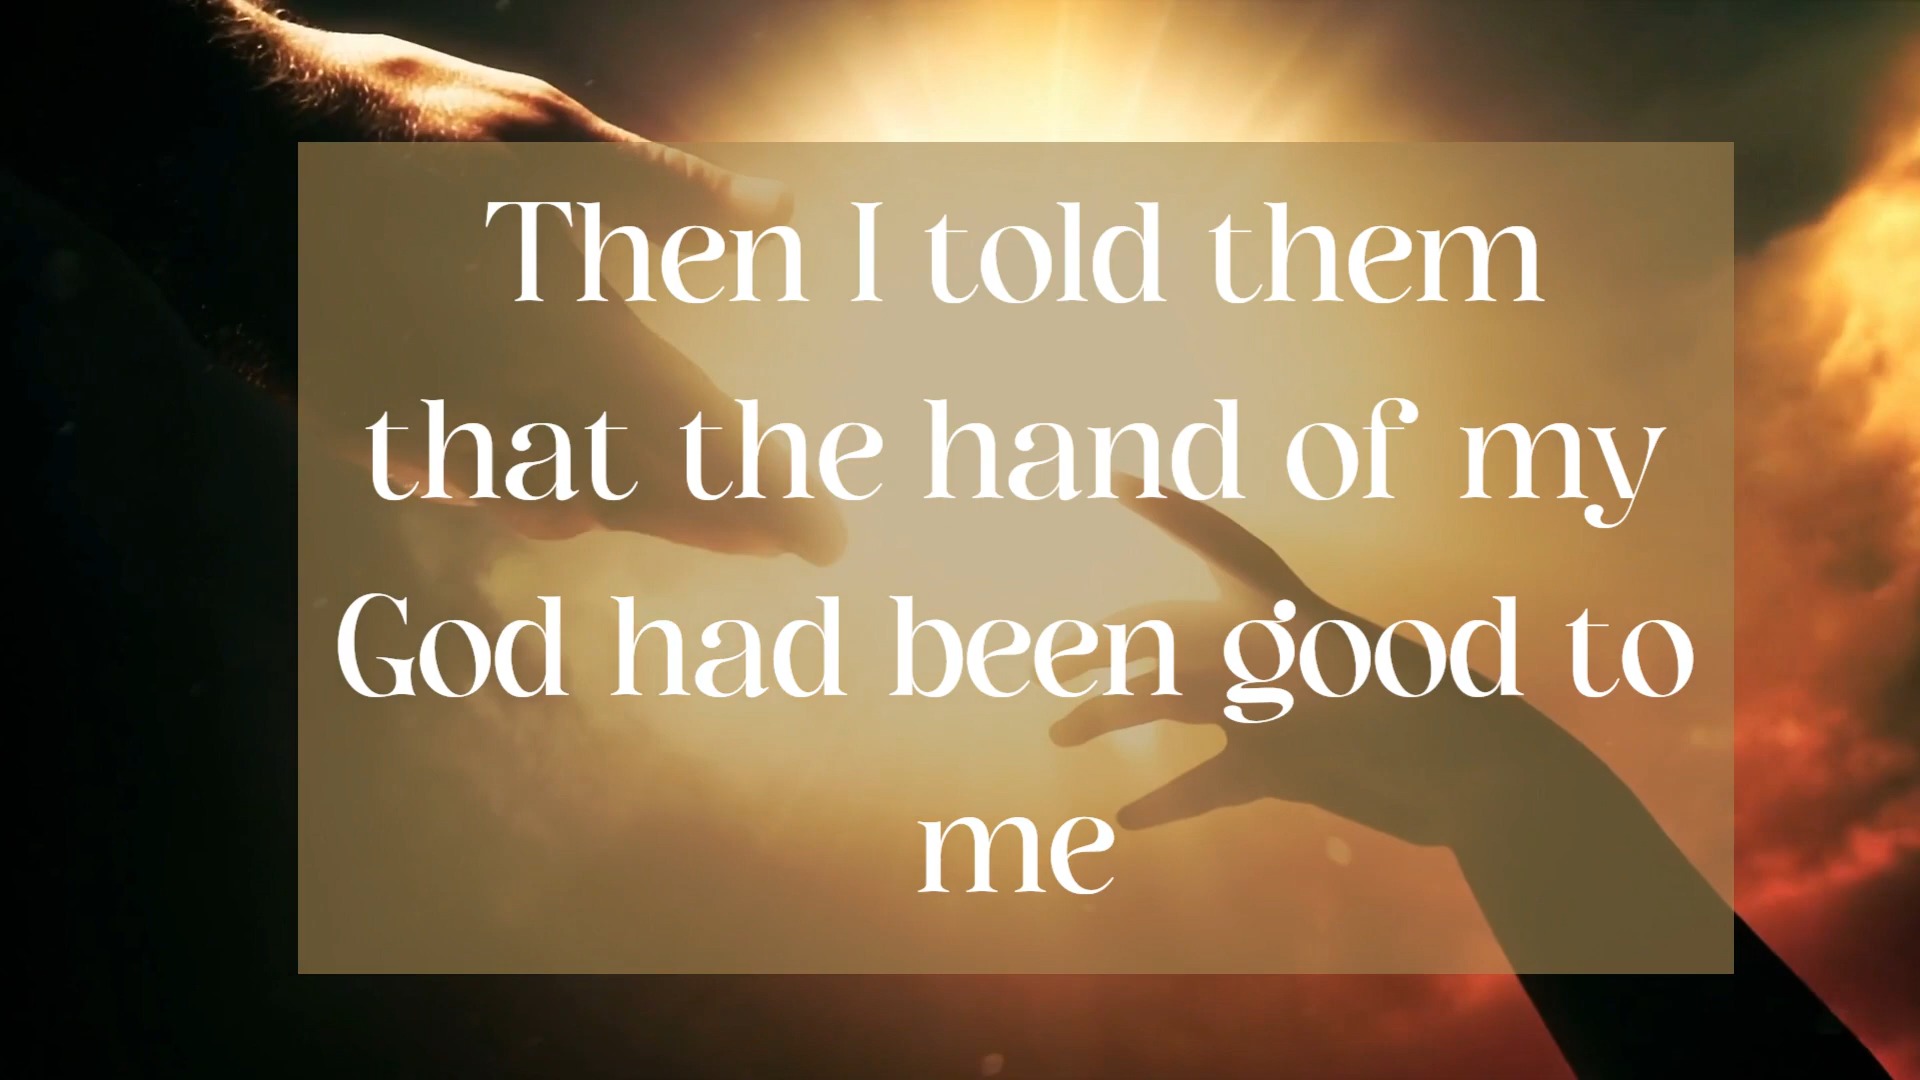 Then I told them
that the hand of my
God had been good to
me